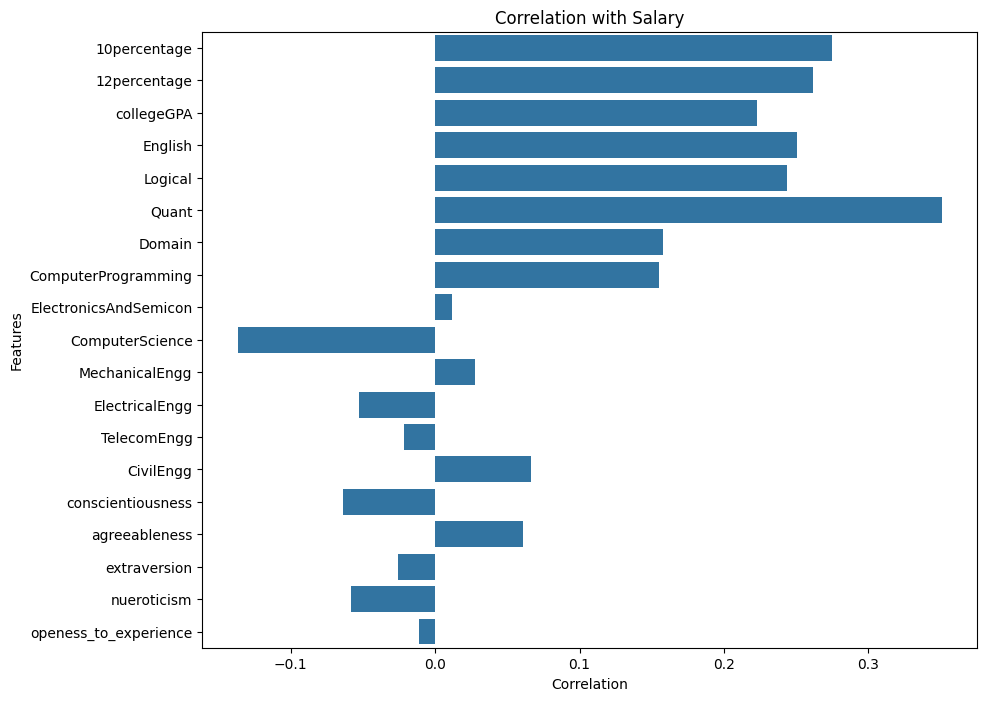 Correlation with Salary
10percentage
12percentage
collegeGPA
English
Logical
Quant
Domain
ComputerProgramming
ElectronicsAndSemicon
ComputerScience
MechanicalEngg
ElectricalEngg
TelecomEngg
CivilEngg
conscientiousness
agreeableness
extraversion
nueroticism
openess_to_experience
Features
−0.1 0.0 0.1 0.2 0.3
Correlation